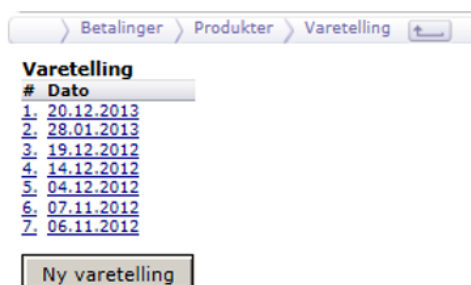 Betalinger Produkter Varetelling
Varetelling
# Dato
1. 20.12.2013
2. 28.01.2013
3. 19.12.2012
4. 14.12.2012
5. 04.12.2012
6. 07.11.2012
7. 06.11.2012
Ny varetelling